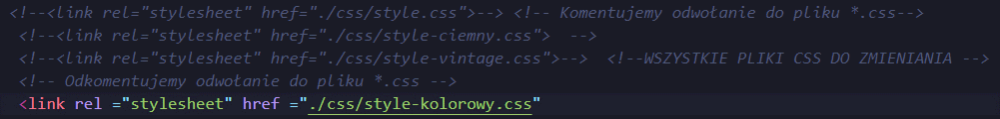 <!--<link rel="stylesheet" href="./css/style.css">--> <!-- Komentujemy odwołanie do pliku *.css-->
<!--<link rel="stylesheet" href="./css/style-ciemny.css">  -->
<!--<link rel="stylesheet" href="./css/style-vintage.css">-->  <!--WSZYSTKIE PLIKI CSS DO ZMIENIANIA -->
<!-- Odkomentujemy odwołanie do pliku *.css -->
<link rel ="stylesheet" href ="./css/style-kolorowy.css"